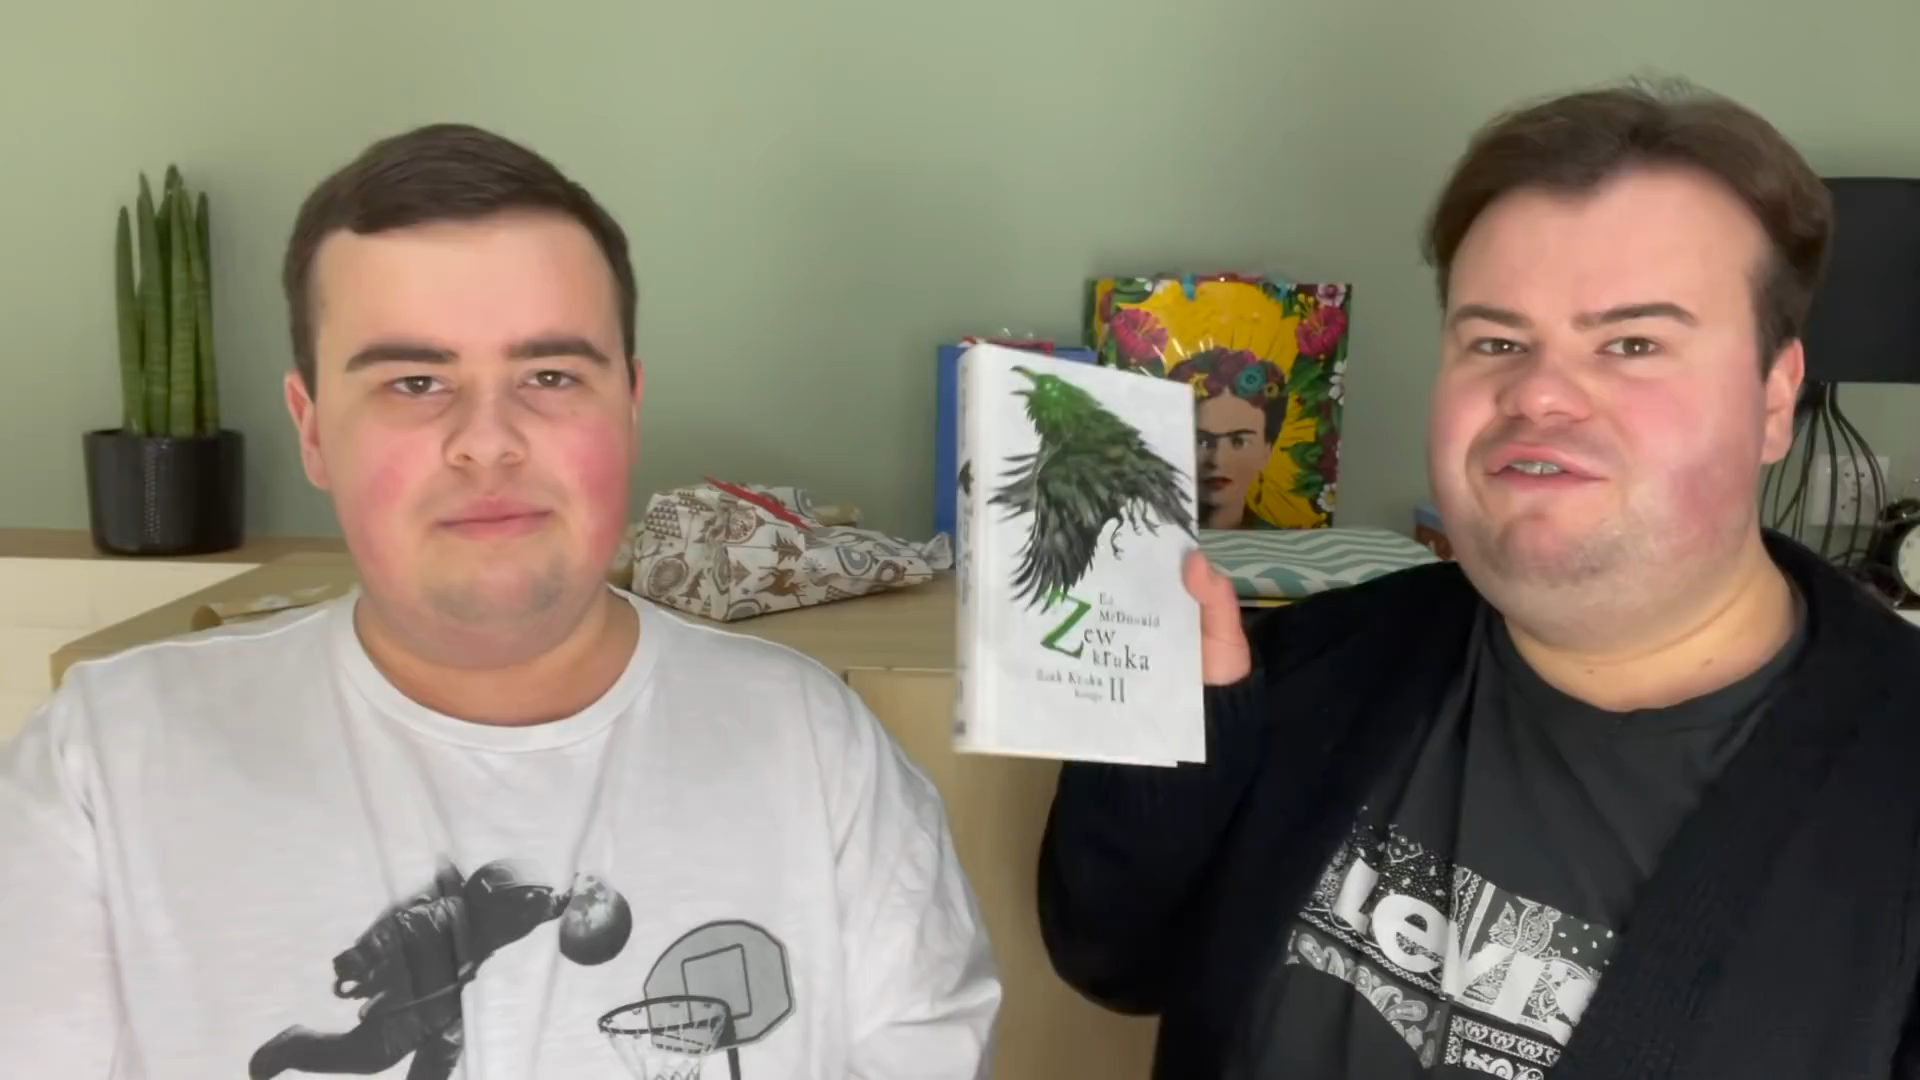 Ed
McDonald
Zew
kruka
Znak Kruka
księga II
Levi's